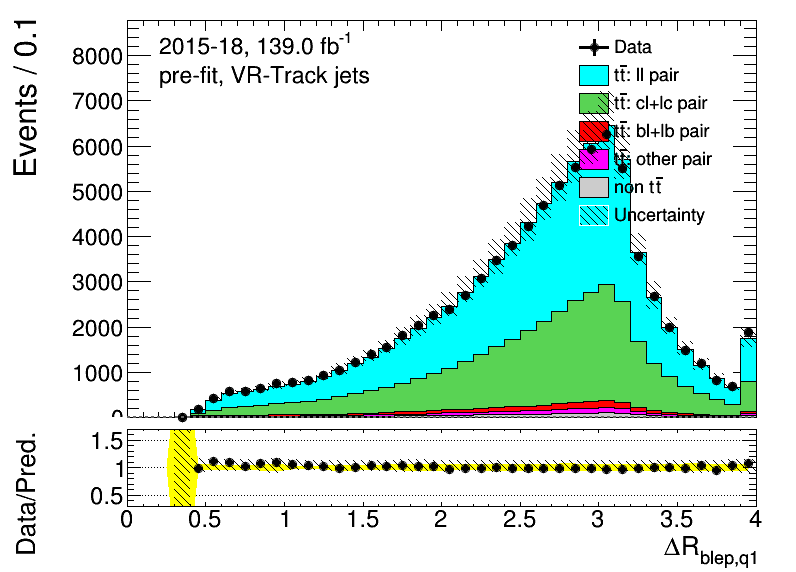 2015-18, 139.0 fb⁻¹
pre-fit, VR-Track jets
Data
tt̄: ll pair
tt̄: cl+lc pair
tt̄: bl+lb pair
tt̄ other pair
non tt̄
Uncertainty
Events / 0.1
8000
7000
6000
5000
4000
3000
2000
1000
0
Data/Pred.
1.5
1
0.5
0 0.5 1 1.5 2 2.5 3 3.5 4
ΔR_blep,q1